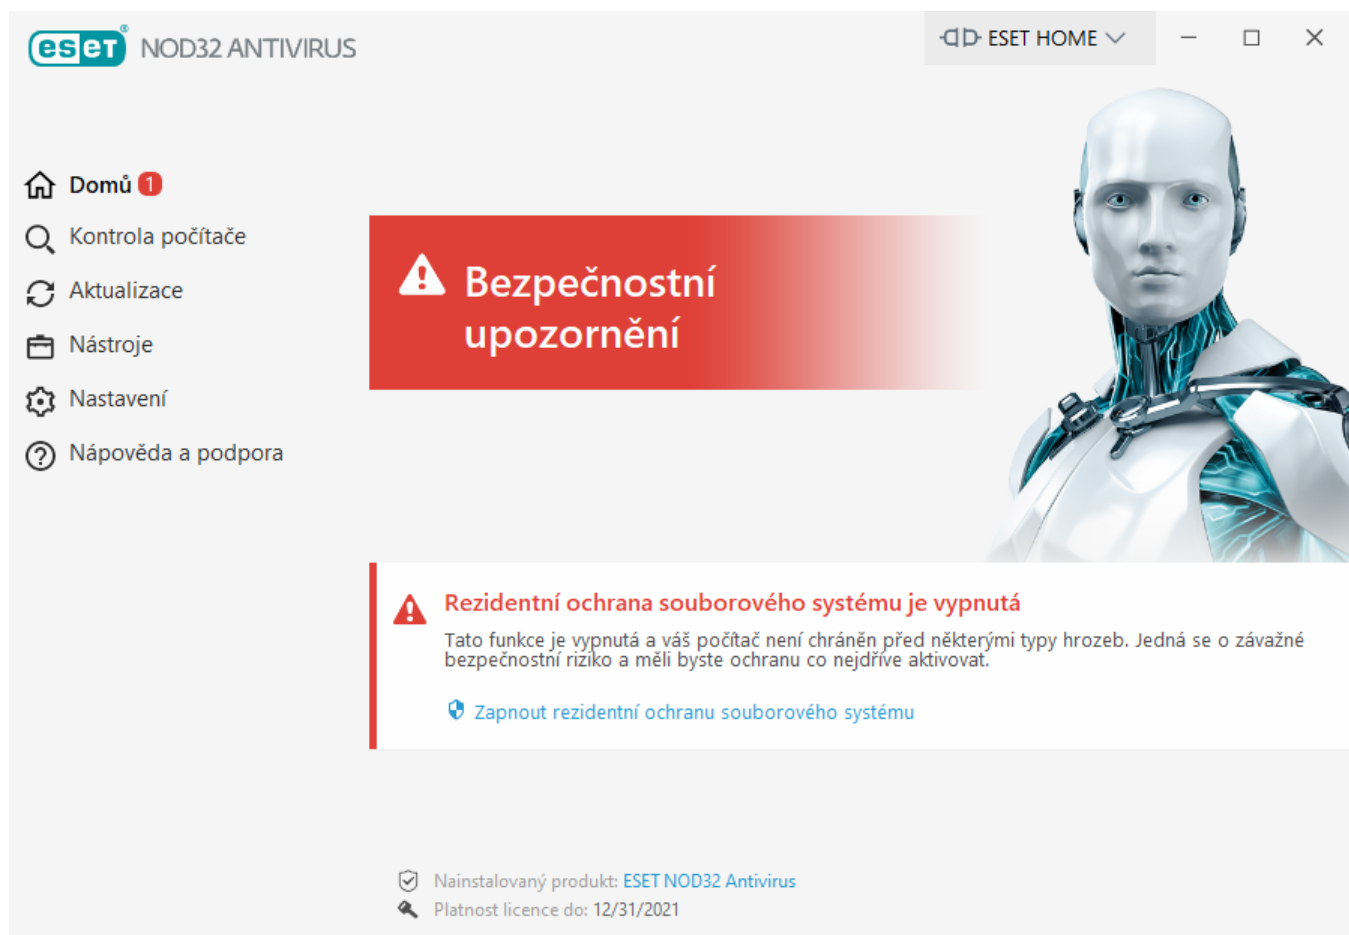 eset® NOD32 ANTIVIRUS
ESET HOME
Domů 1
Kontrola počítače
Aktualizace
Nástroje
Nastavení
Nápověda a podpora
Bezpečnostní
upozornění
Rezidentní ochrana souborového systému je vypnutá
Tato funkce je vypnutá a váš počítač není chráněn před některými typy hrozeb. Jedná se o závažné
bezpečnostní riziko a měli byste ochranu co nejdříve aktivovat.
Zapnout rezidentní ochranu souborového systému
Nainstalovaný produkt: ESET NOD32 Antivirus
Platnost licence do: 12/31/2021